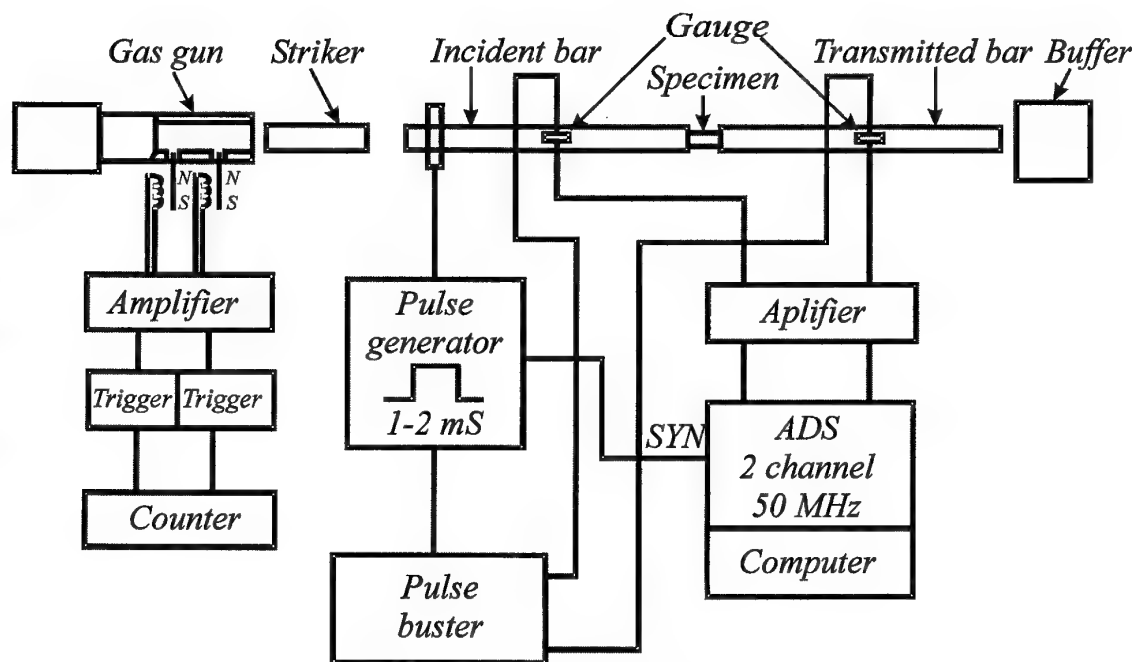 Gas gun
Striker
Incident bar
Gauge
Specimen
Transmitted bar
Buffer
N
N
S
S
Amplifier
Trigger
Trigger
Counter
Pulse
generator
1-2 mS
Pulse
buster
Aplifier
SYN
ADS
2 channel
50 MHz
Computer